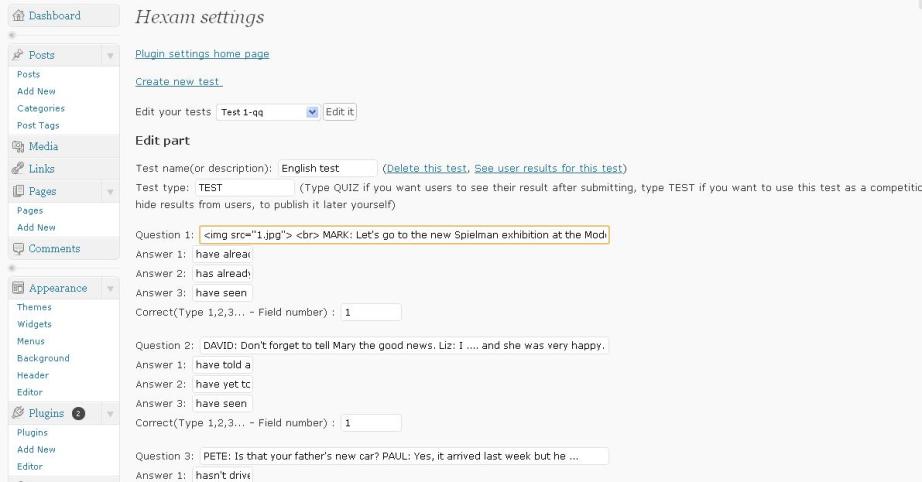 Dashboard
Posts
Posts
Add New
Categories
Post Tags
Media
Links
Pages
Pages
Add New
Comments
Appearance
Themes
Widgets
Menus
Background
Header
Editor
Plugins 2
Plugins
Add New
Editor
Hexam settings
Plugin settings home page
Create new test
Edit your tests Test 1-qq Edit it
Edit part
Test name(or description): English test (Delete this test, See user results for this test)
Test type: TEST (Type QUIZ if you want users to see their result after submitting, type TEST if you want to use this test as a competitio
hide results from users, to publish it later yourself)
Question 1: <img src="1.jpg"> <br> MARK: Let's go to the new Spielman exhibition at the Mod
Answer 1: have alrea
Answer 2: has already
Answer 3: have seen
Correct(Type 1,2,3... - Field number) : 1
Question 2: DAVID: Don't forget to tell Mary the good news. Liz: I .... and she was very happy.
Answer 1: have told a
Answer 2: have yet to
Answer 3: have seen
Correct(Type 1,2,3... - Field number) : 1
Question 3: PETE: Is that your father's new car? PAUL: Yes, it arrived last week but he ...
Answer 1: hasn't drive